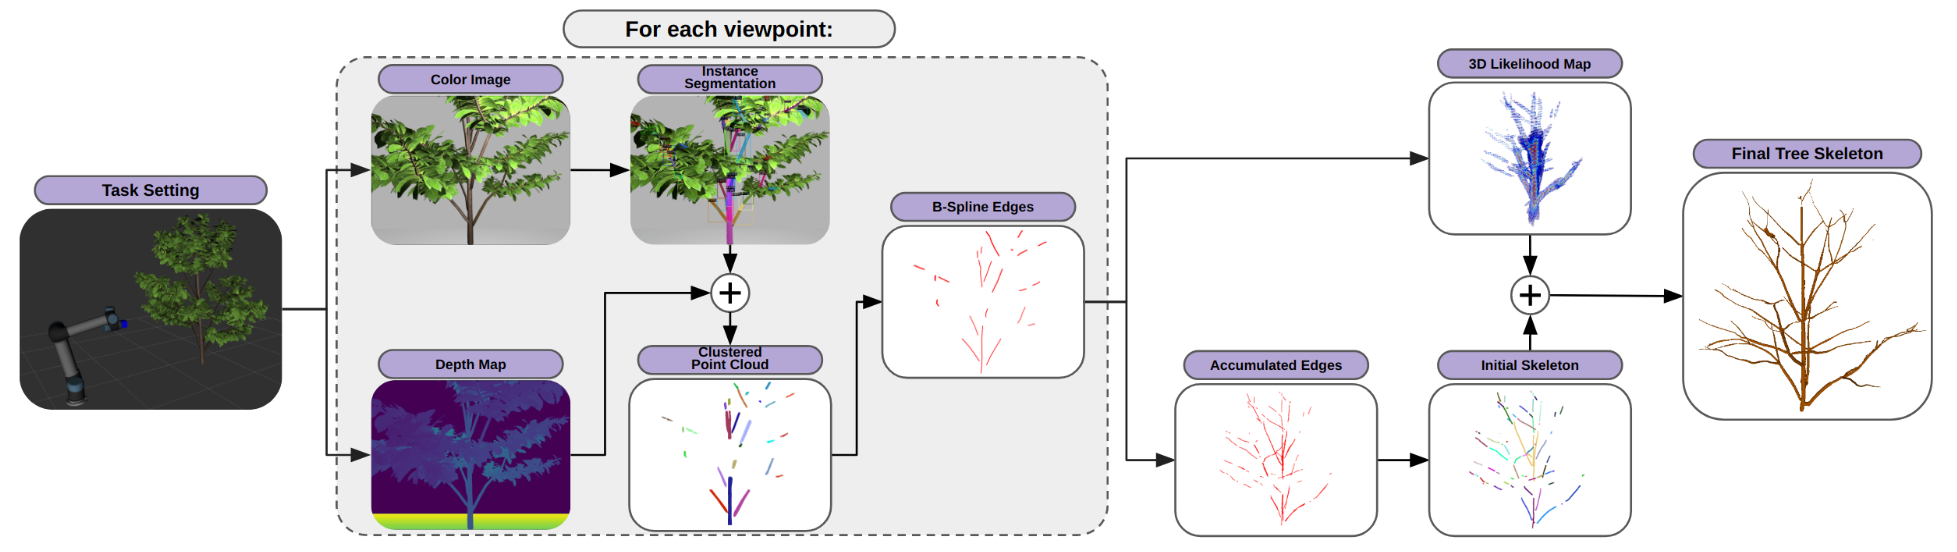 For each viewpoint:
Color Image
Instance
Segmentation
3D Likelihood Map
Final Tree Skeleton
Task Setting
B-Spline Edges
+
+
Depth Map
Clustered
Point Cloud
Accumulated Edges
Initial Skeleton